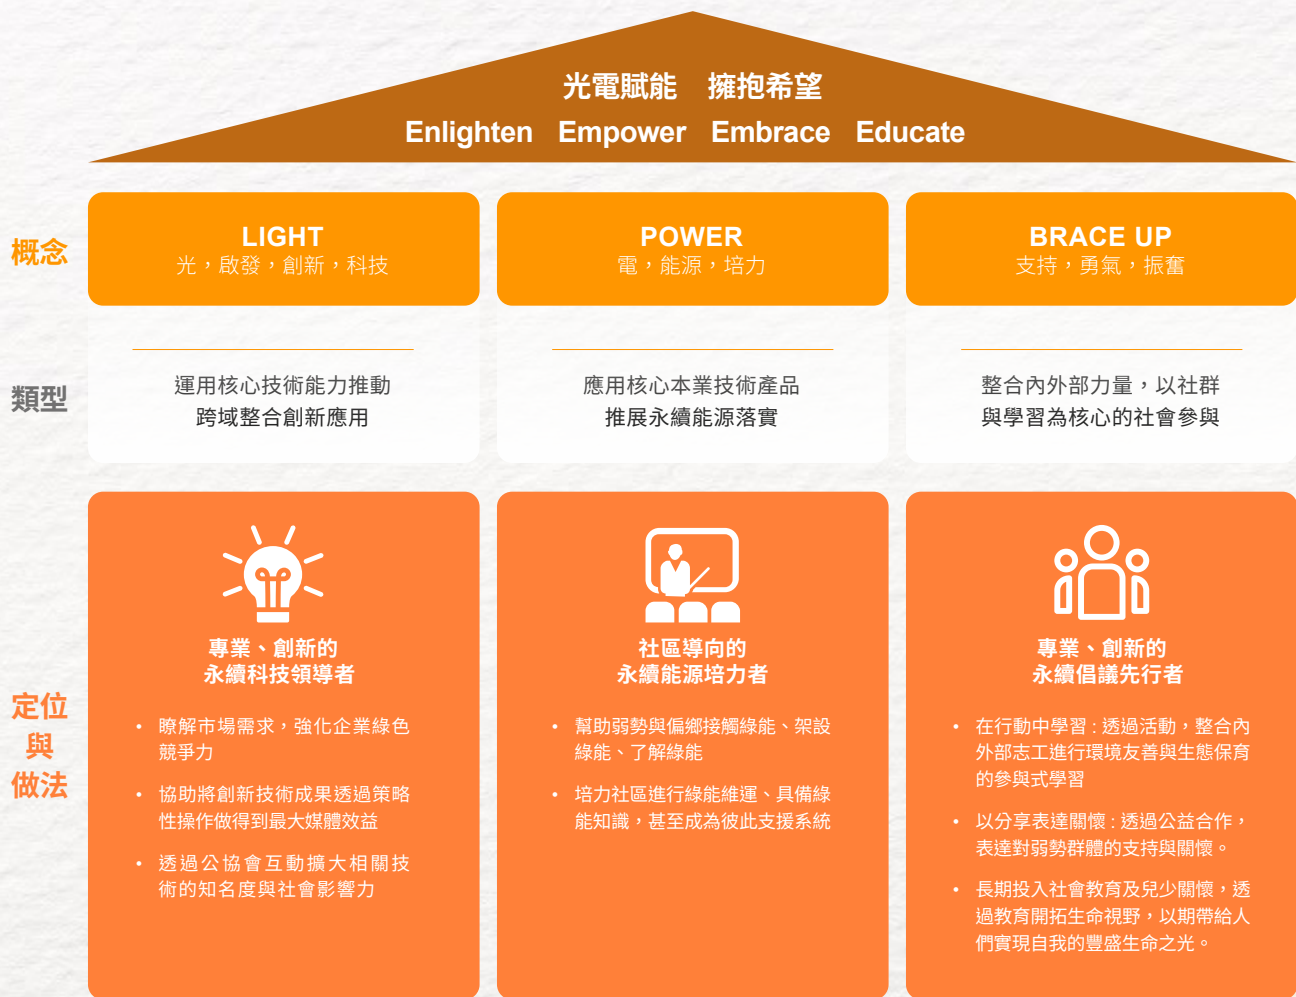 光電賦能　擁抱希望
Enlighten Empower Embrace Educate
概念
LIGHT
光，啟發，創新，科技
POWER
電，能源，培力
BRACE UP
支持，勇氣，振奮
類型
運用核心技術能力推動
跨域整合創新應用
應用核心本業技術產品
推展永續能源落實
整合內外部力量，以社群
與學習為核心的社會參與
定位
與
做法
專業、創新的
永續科技領導者
• 瞭解市場需求，強化企業綠色
競爭力
• 協助將創新技術成果透過策略
性操作做得到最大媒體效益
• 透過公協會互動擴大相關技
術的知名度與社會影響力
社區導向的
永續能源培力者
• 幫助弱勢與偏鄉接觸綠能、架設
綠能、了解綠能
• 培力社區進行綠能維運、具備綠
能知識，甚至成為彼此支援系統
專業、創新的
永續倡議先行者
• 在行動中學習 : 透過活動，整合內
外部志工進行環境友善與生態保育
的參與式學習
• 以分享表達關懷 : 透過公益合作，
表達對弱勢群體的支持與關懷。
• 長期投入社會教育及兒少關懷，透
過教育開拓生命視野，以期帶給人
們實現自我的豐盛生命之光。